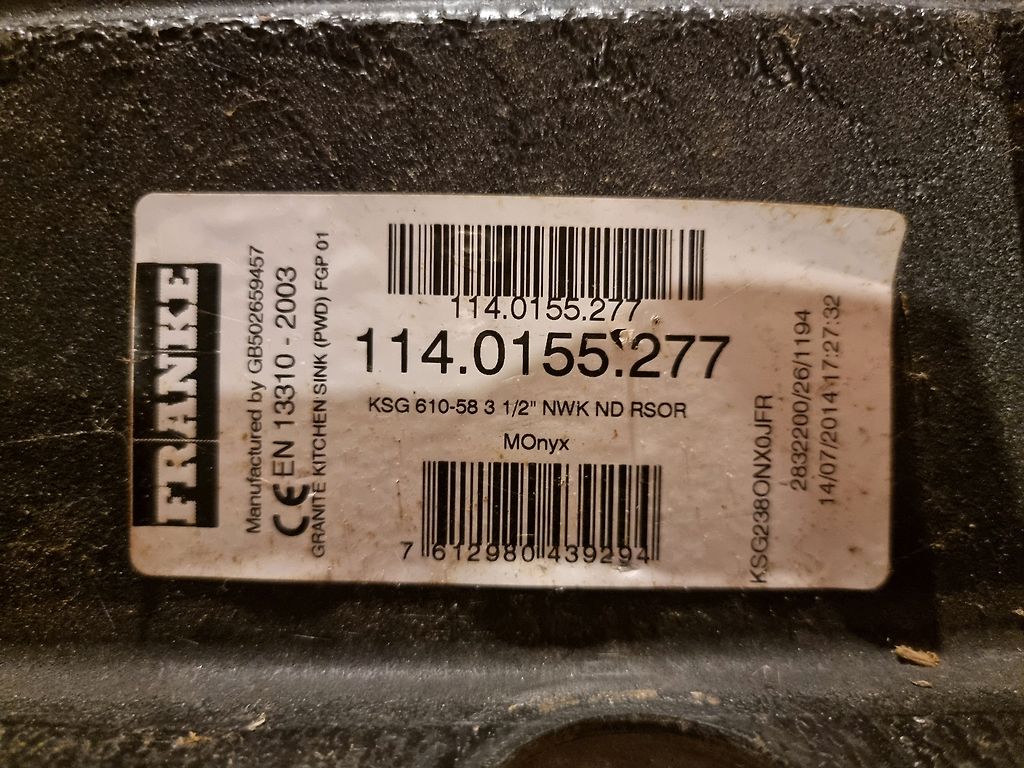 FRANKE
Manufactured by GB502659457
CE EN 13310 - 2003
GRANITE KITCHEN SINK (PWD) FGP 01
114.0155.277
114.0155.277
KSG 610-58 3 1/2" NWK ND RSOR
MOnyx
7 612980 439294
KSG238ONX0JFR
2832200/26/1194
14/07/2014 17:27:32